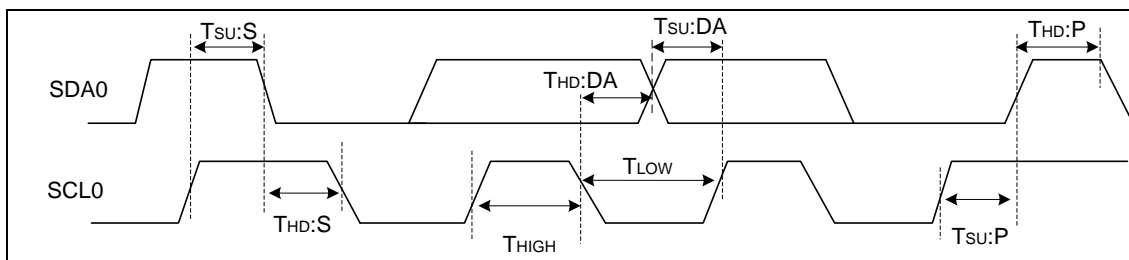 TSU:S
TSU:DA
THD:P
SDA0
THD:DA
TLOW
SCL0
THD:S
THIGH
TSU:P